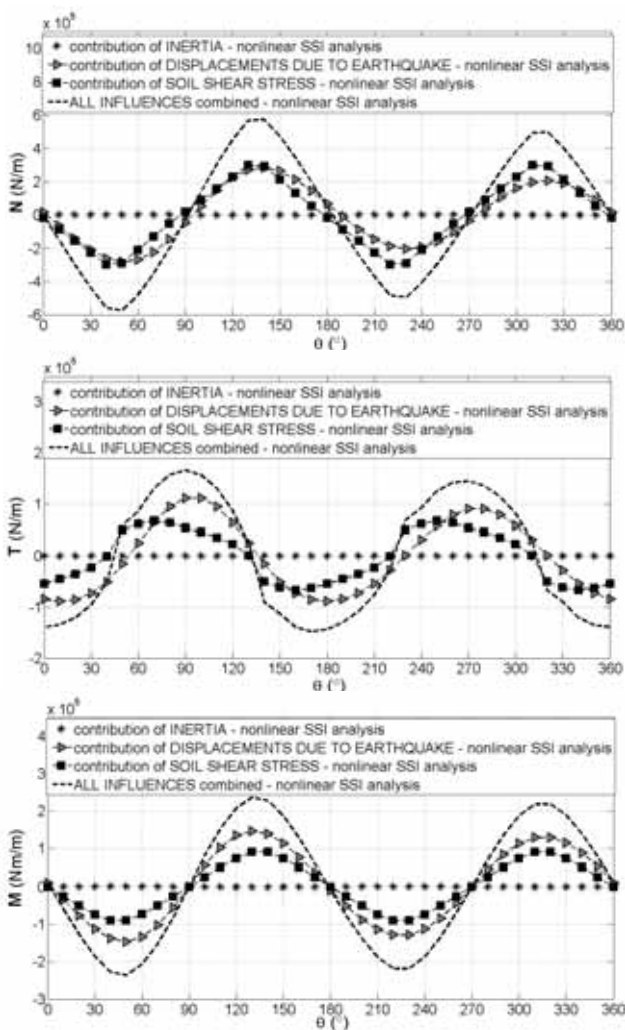 x 10⁶
contribution of INERTIA - nonlinear SSI analysis
contribution of DISPLACEMENTS DUE TO EARTHQUAKE - nonlinear SSI analysis
contribution of SOIL SHEAR STRESS - nonlinear SSI analysis
ALL INFLUENCES combined - nonlinear SSI analysis
10
8
6
4
2
0
-2
-4
-6
N (N/m)
0 30 60 90 120 150 180 210 240 270 300 330 360
θ (°)
x 10⁶
contribution of INERTIA - nonlinear SSI analysis
contribution of DISPLACEMENTS DUE TO EARTHQUAKE - nonlinear SSI analysis
contribution of SOIL SHEAR STRESS - nonlinear SSI analysis
ALL INFLUENCES combined - nonlinear SSI analysis
3
2
1
0
-1
-2
T (N/m)
0 30 60 90 120 150 180 210 240 270 300 330 360
θ (°)
x 10⁶
contribution of INERTIA - nonlinear SSI analysis
contribution of DISPLACEMENTS DUE TO EARTHQUAKE - nonlinear SSI analysis
contribution of SOIL SHEAR STRESS - nonlinear SSI analysis
ALL INFLUENCES combined - nonlinear SSI analysis
4
3
2
1
0
-1
-2
-3
M (Nm/m)
0 30 60 90 120 150 180 210 240 270 300 330 360
θ (°)